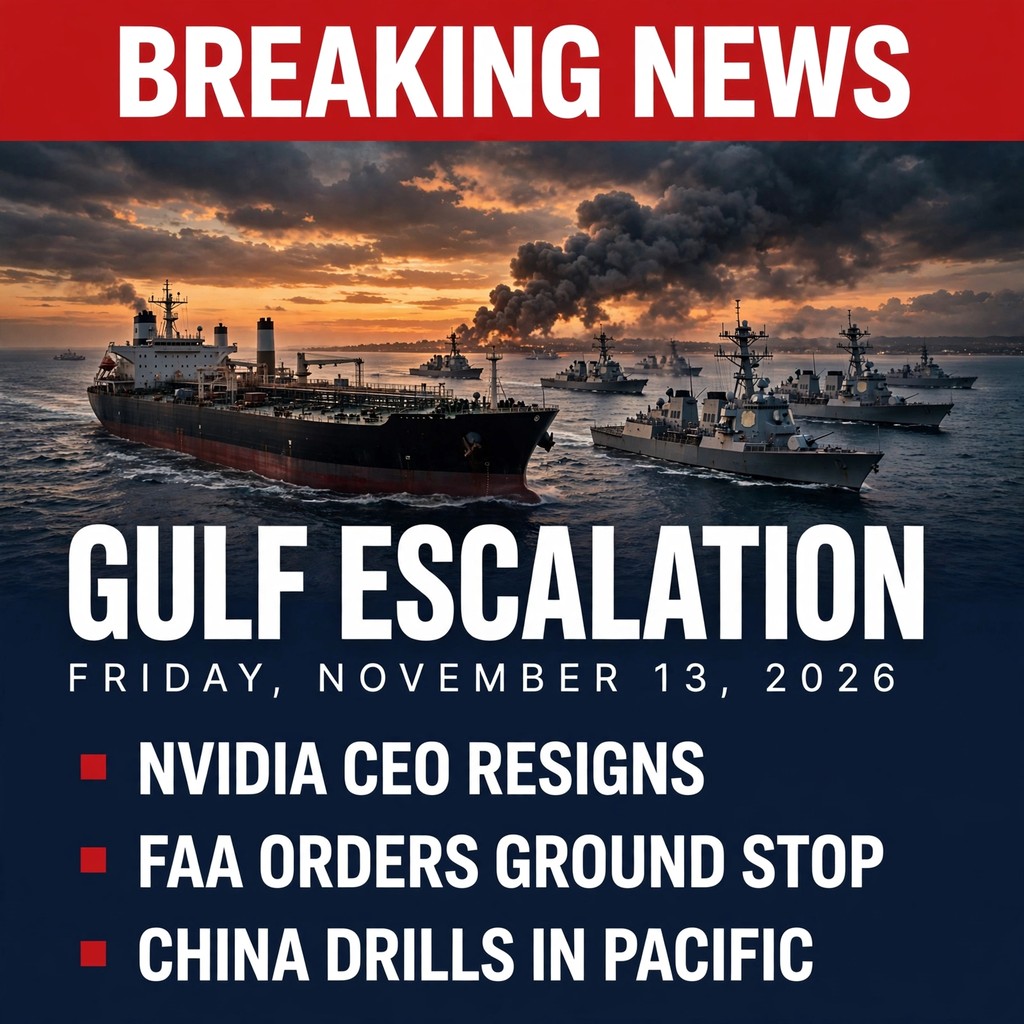 BREAKING NEWS
GULF ESCALATION
FRIDAY, NOVEMBER 13, 2026
NVIDIA CEO RESIGNS
FAA ORDERS GROUND STOP
CHINA DRILLS IN PACIFIC